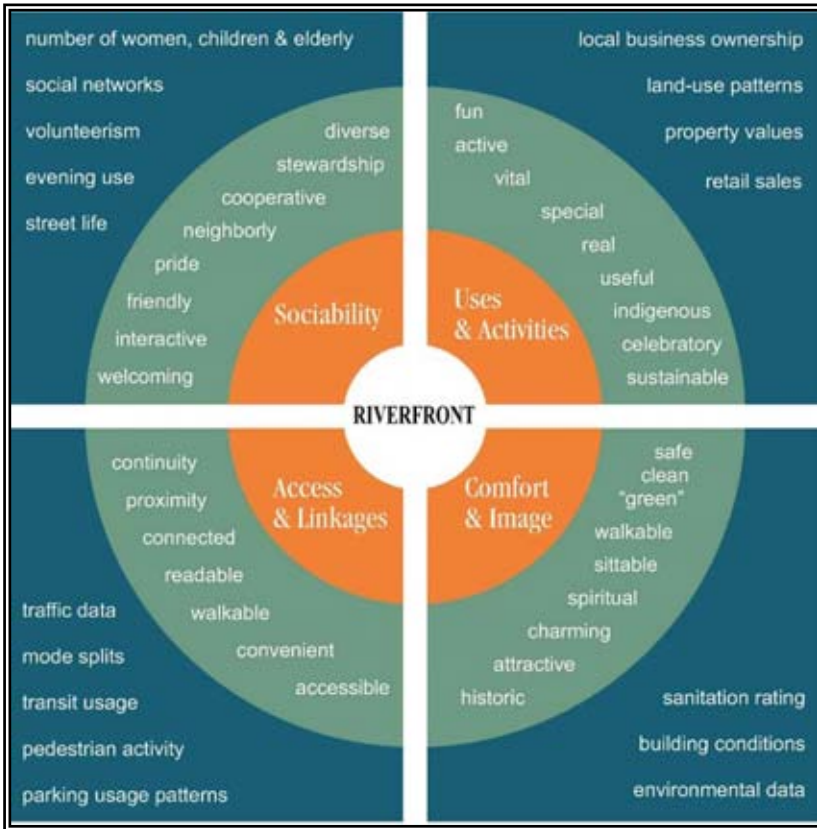 number of women, children & elderly
social networks
volunteerism
evening use
street life
diverse
stewardship
cooperative
neighborly
pride
friendly
interactive
welcoming
Sociability
local business ownership
land-use patterns
property values
retail sales
fun
active
vital
special
real
useful
indigenous
celebratory
sustainable
Uses
& Activities
RIVERFRONT
continuity
proximity
connected
readable
walkable
convenient
accessible
Access
& Linkages
traffic data
mode splits
transit usage
pedestrian activity
parking usage patterns
Comfort
& Image
safe
clean
"green"
walkable
sittable
spiritual
charming
attractive
historic
sanitation rating
building conditions
environmental data